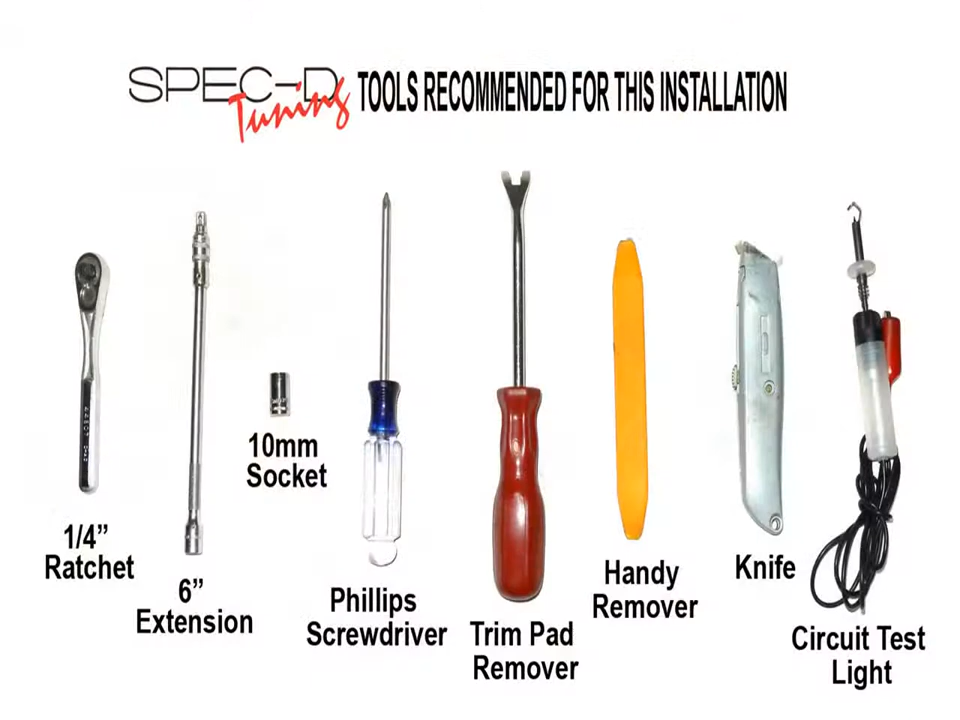 SPEC-D Tuning TOOLS RECOMMENDED FOR THIS INSTALLATION
1/4”
Ratchet
6”
Extension
10mm
Socket
Phillips
Screwdriver
Trim Pad
Remover
Handy
Remover
Knife
Circuit Test
Light